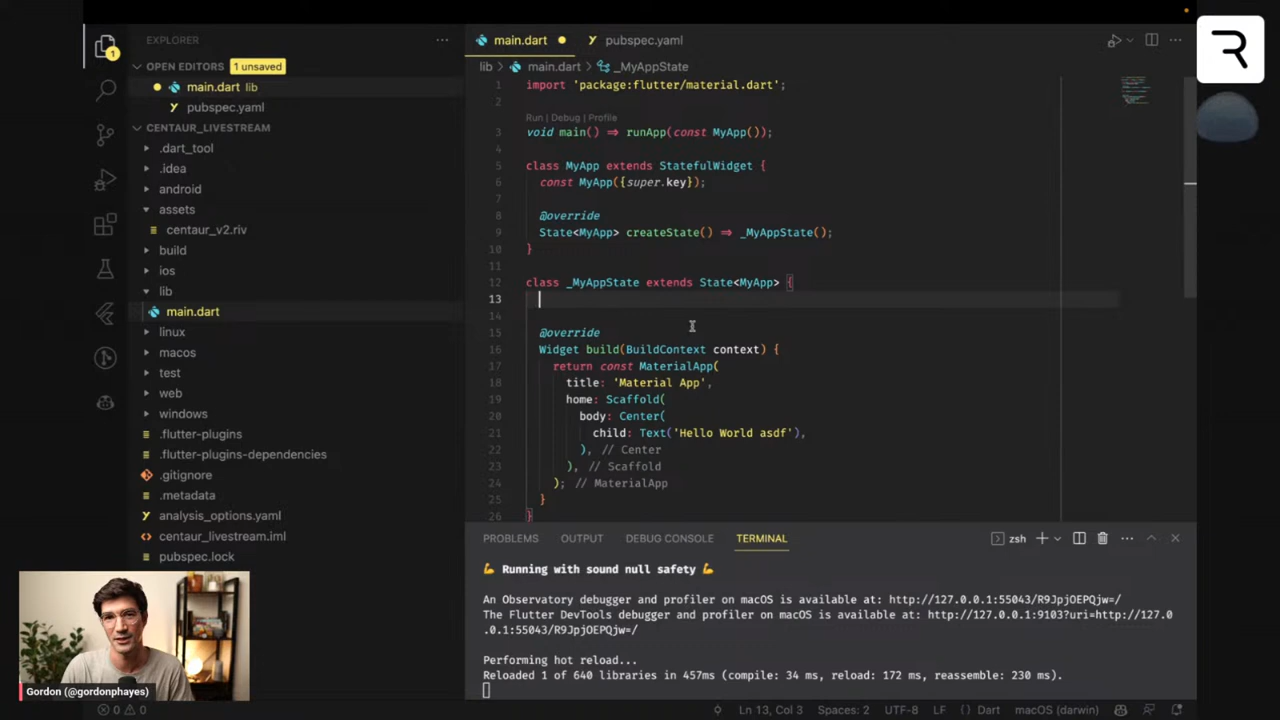 EXPLORER
OPEN EDITORS 1 unsaved
main.dart lib
pubspec.yaml
CENTAUR_LIVESTREAM
.dart_tool
.idea
android
assets
centaur_v2.riv
build
ios
lib
main.dart
linux
macos
test
web
windows
.flutter-plugins
.flutter-plugins-dependencies
.gitignore
.metadata
analysis_options.yaml
centaur_livestream.iml
pubspec.lock
1
main.dart pubspec.yaml
lib > main.dart > _MyAppState
1 import 'package:flutter/material.dart';
2
Run | Debug | Profile
3 void main() => runApp(const MyApp());
4
5 class MyApp extends StatefulWidget {
6 const MyApp({super.key});
7
8 @override
9 State<MyApp> createState() => _MyAppState();
10 }
11
12 class _MyAppState extends State<MyApp> {
13
14
15 @override
16 Widget build(BuildContext context) {
17 return const MaterialApp(
18 title: 'Material App',
19 home: Scaffold(
20 body: Center(
21 child: Text('Hello World asdf'),
22 ), // Center
23 ), // Scaffold
24 ); // MaterialApp
25 }
26 }
PROBLEMS OUTPUT DEBUG CONSOLE TERMINAL zsh
💪 Running with sound null safety 💪
An Observatory debugger and profiler on macOS is available at: http://127.0.0.1:55043/R9JpjOEPQjw=/
The Flutter DevTools debugger and profiler on macOS is available at: http://127.0.0.1:9103?uri=http://127.0
.0.1:55043/R9JpjOEPQjw=/
Performing hot reload...
Reloaded 1 of 640 libraries in 457ms (compile: 34 ms, reload: 172 ms, reassemble: 230 ms).
Gordon (@gordonphayes)
0 0 Ln 13, Col 3 Spaces: 2 UTF-8 LF {} Dart macOS (darwin)